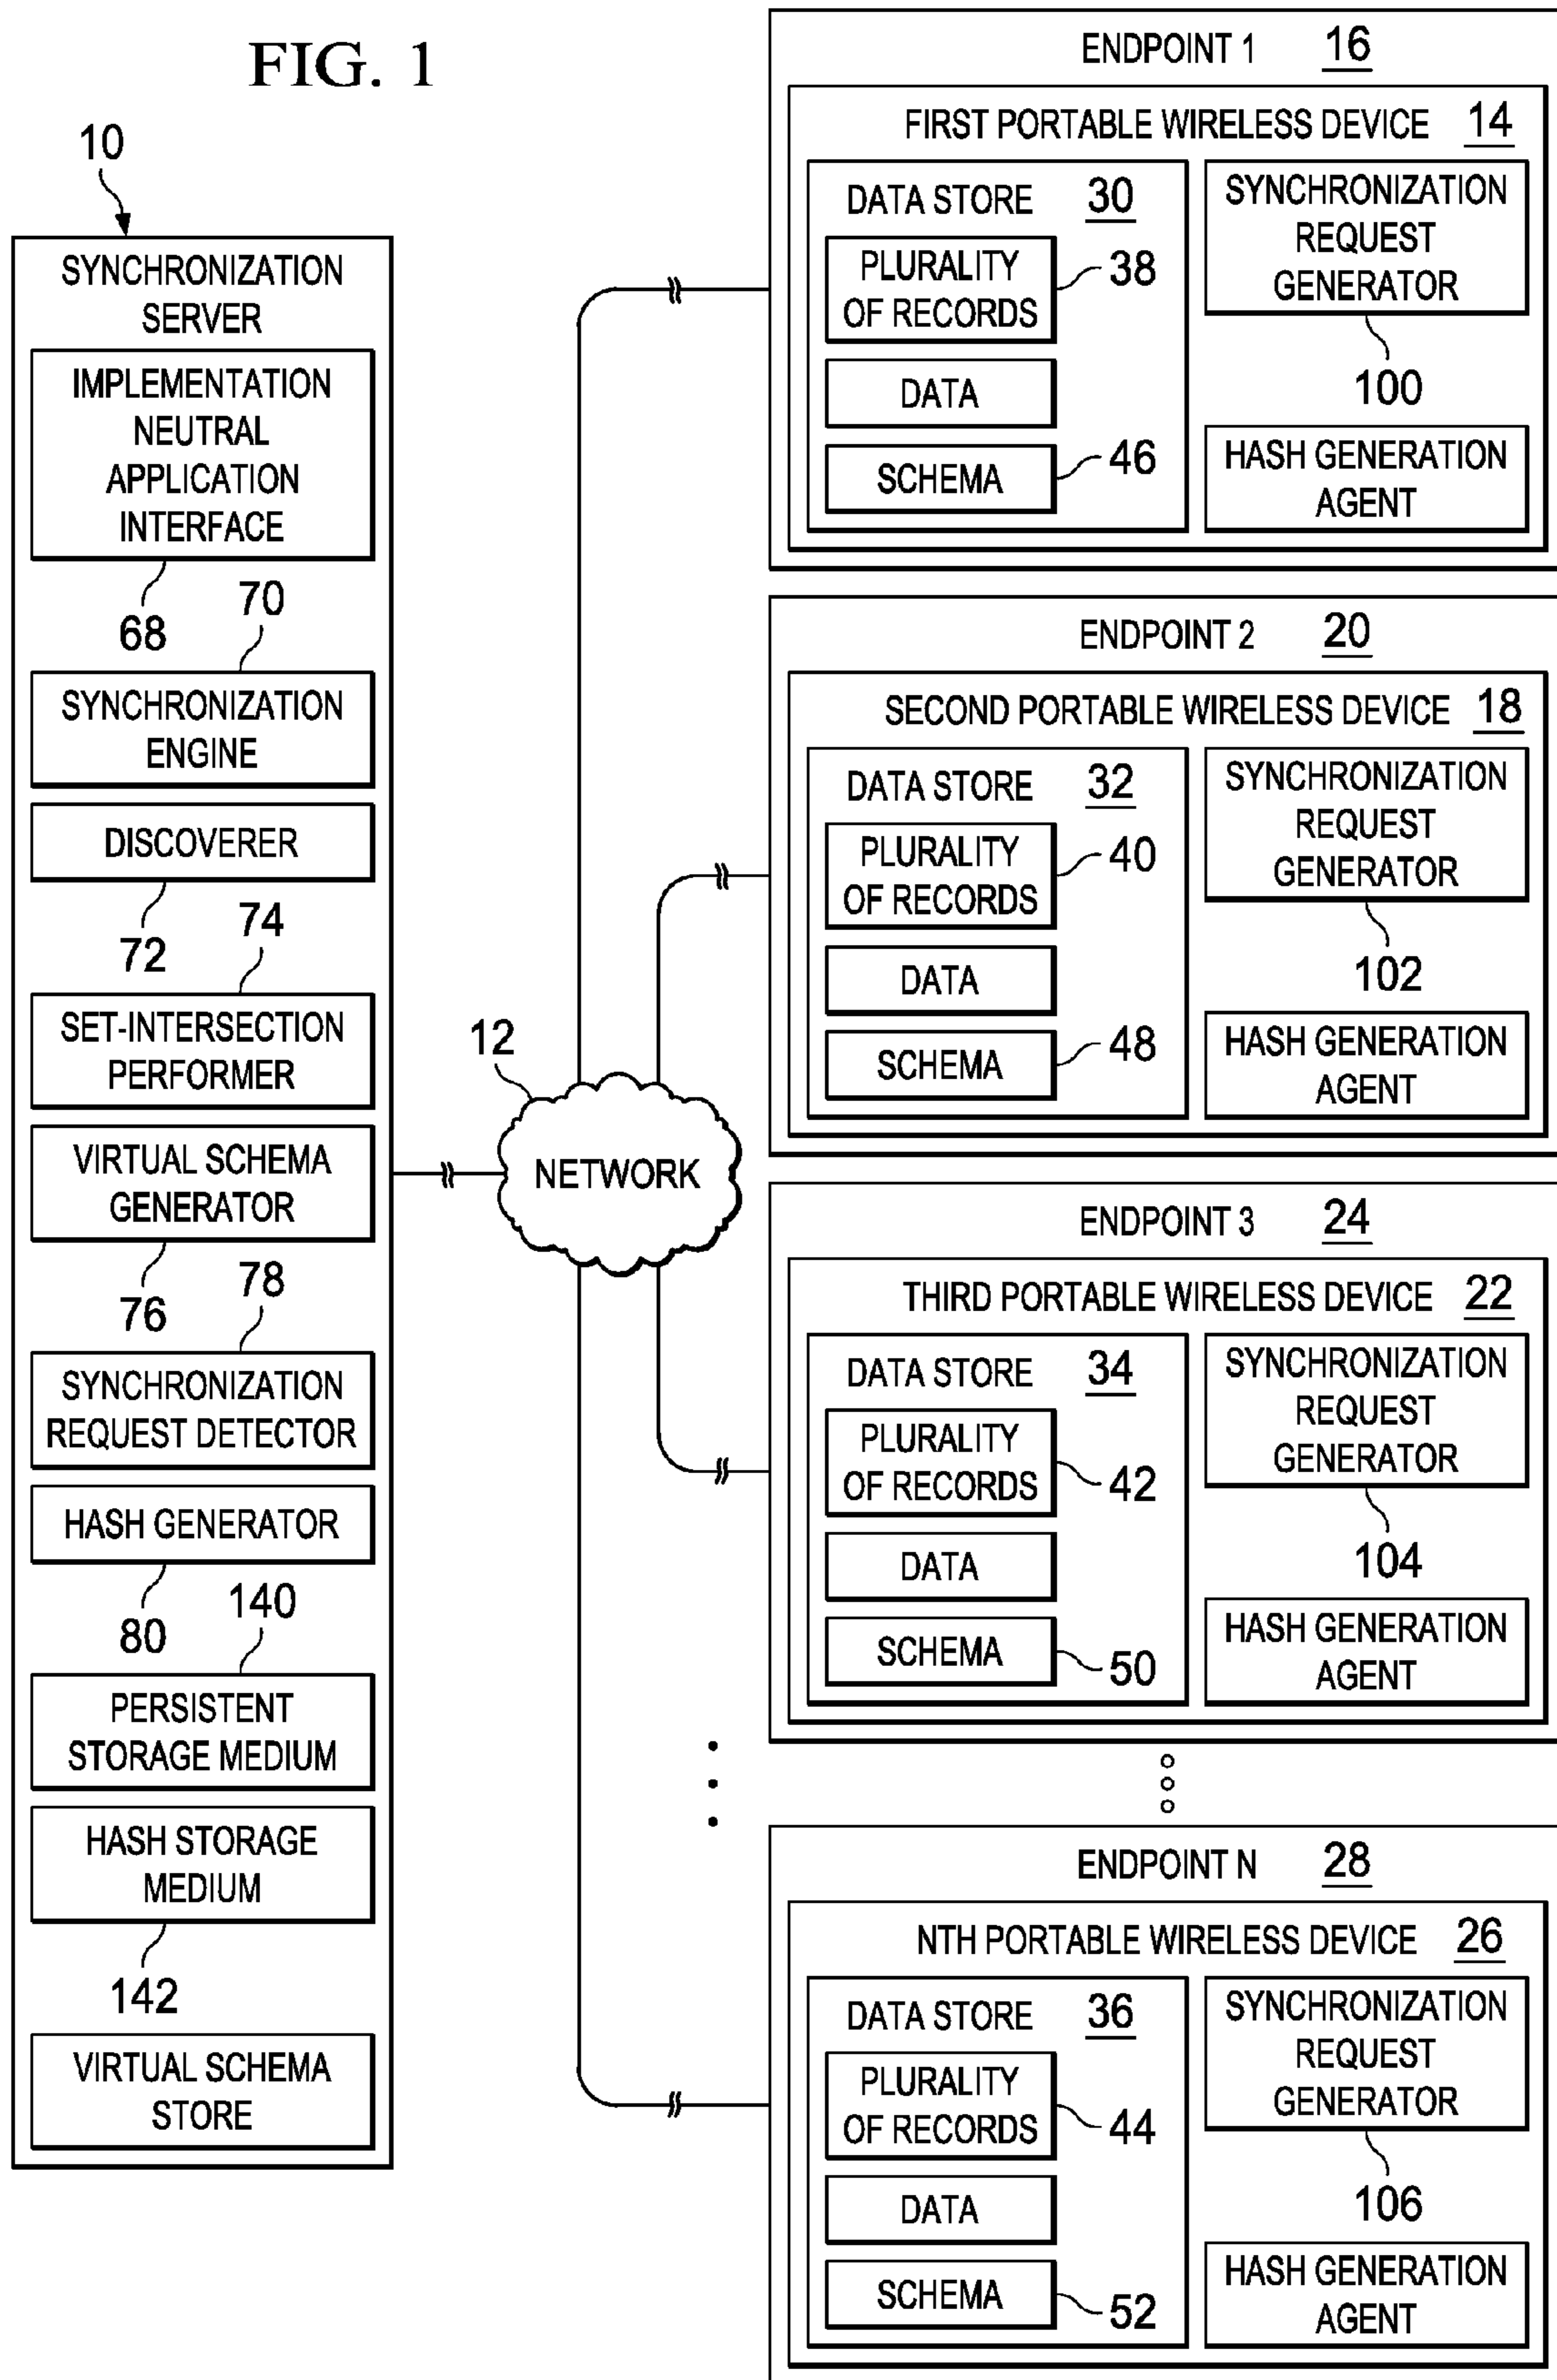 FIG. 1
10
SYNCHRONIZATION
SERVER
IMPLEMENTATION
NEUTRAL
APPLICATION
INTERFACE
68
70
SYNCHRONIZATION
ENGINE
DISCOVERER
72
74
SET-INTERSECTION
PERFORMER
VIRTUAL SCHEMA
GENERATOR
76
78
SYNCHRONIZATION
REQUEST DETECTOR
HASH GENERATOR
80
140
PERSISTENT
STORAGE MEDIUM
HASH STORAGE
MEDIUM
142
VIRTUAL SCHEMA
STORE
12
NETWORK
ENDPOINT 1 16
FIRST PORTABLE WIRELESS DEVICE 14
DATA STORE 30
PLURALITY
OF RECORDS
38
DATA
SCHEMA
46
SYNCHRONIZATION
REQUEST
GENERATOR
100
HASH GENERATION
AGENT
ENDPOINT 2 20
SECOND PORTABLE WIRELESS DEVICE 18
DATA STORE 32
PLURALITY
OF RECORDS
40
DATA
SCHEMA
48
SYNCHRONIZATION
REQUEST
GENERATOR
102
HASH GENERATION
AGENT
ENDPOINT 3 24
THIRD PORTABLE WIRELESS DEVICE 22
DATA STORE 34
PLURALITY
OF RECORDS
42
DATA
SCHEMA
50
SYNCHRONIZATION
REQUEST
GENERATOR
104
HASH GENERATION
AGENT
ENDPOINT N 28
NTH PORTABLE WIRELESS DEVICE 26
DATA STORE 36
PLURALITY
OF RECORDS
44
DATA
SCHEMA
52
SYNCHRONIZATION
REQUEST
GENERATOR
106
HASH GENERATION
AGENT